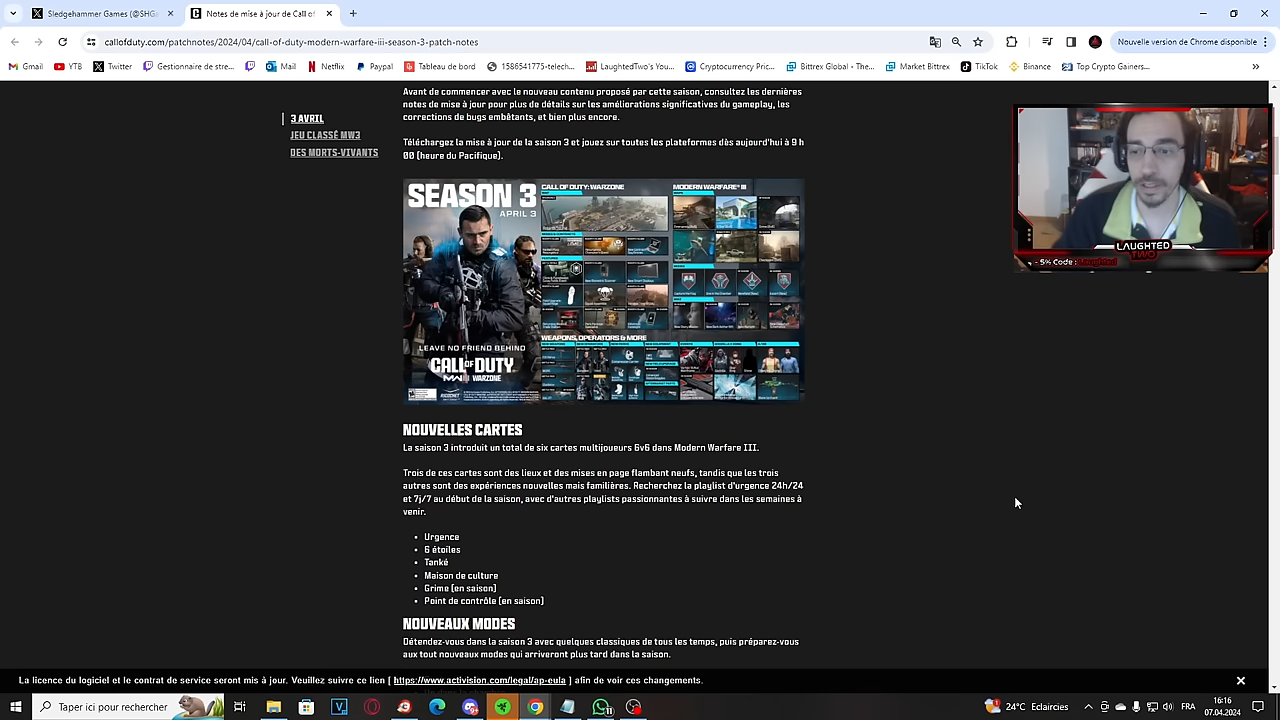 Sledgehammer Games (@SHG
Notes de mise à jour de Call of
callofduty.com/patchnotes/2024/04/call-of-duty-modern-warfare-iii-season-3-patch-notes
Nouvelle version de Chrome disponible
Gmail
YTB
Twitter
Gestionnaire de stre...
Mail
Netflix
Paypal
Tableau de bord
1586541775-telech...
LaughtedTwo's You...
Cryptocurrency Pric...
Bittrex Global - The...
Market Bittrex
TikTok
Binance
Top Crypto Gainers...
3 AVRIL
JEU CLASSÉ MW3
DES MORTS-VIVANTS
Avant de commencer avec le nouveau contenu proposé par cette saison, consultez les dernières
notes de mise à jour pour plus de détails sur les améliorations significatives du gameplay, les
corrections de bugs embêtants, et bien plus encore.
Téléchargez la mise à jour de la saison 3 et jouez sur toutes les plateformes dès aujourd'hui à 9 h
00 (heure du Pacifique).
SEASON 3
APRIL 3
CALL OF DUTY: WARZONE
MODERN WARFARE III
WEAPONS, OPERATORS & MORE
LEAVE NO FRIEND BEHIND
CALL OF DUTY
WARZONE
LAUGHTED
TWO
- 5% Code :
NOUVELLES CARTES
La saison 3 introduit un total de six cartes multijoueurs 6v6 dans Modern Warfare III.
Trois de ces cartes sont des lieux et des mises en page flambant neufs, tandis que les trois
autres sont des expériences nouvelles mais familières. Recherchez la playlist d'urgence 24h/24
et 7j/7 au début de la saison, avec d'autres playlists passionnantes à suivre dans les semaines à
venir.
• Urgence
• 6 étoiles
• Tanké
• Maison de culture
• Grime (en saison)
• Point de contrôle (en saison)
NOUVEAUX MODES
Détendez-vous dans la saison 3 avec quelques classiques de tous les temps, puis préparez-vous
aux tout nouveaux modes qui arriveront plus tard dans la saison.
La licence du logiciel et le contrat de service seront mis à jour. Veuillez suivre ce lien [ https://www.activision.com/legal/ap-eula ] afin de voir ces changements.
Taper ici pour rechercher
24°C Eclaircies
FRA
16:16
07.04.2024